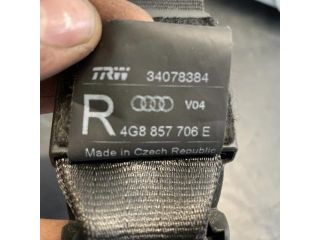 TRW 34078384
R V04
4G8 857 706 E
Made in Czech Republic